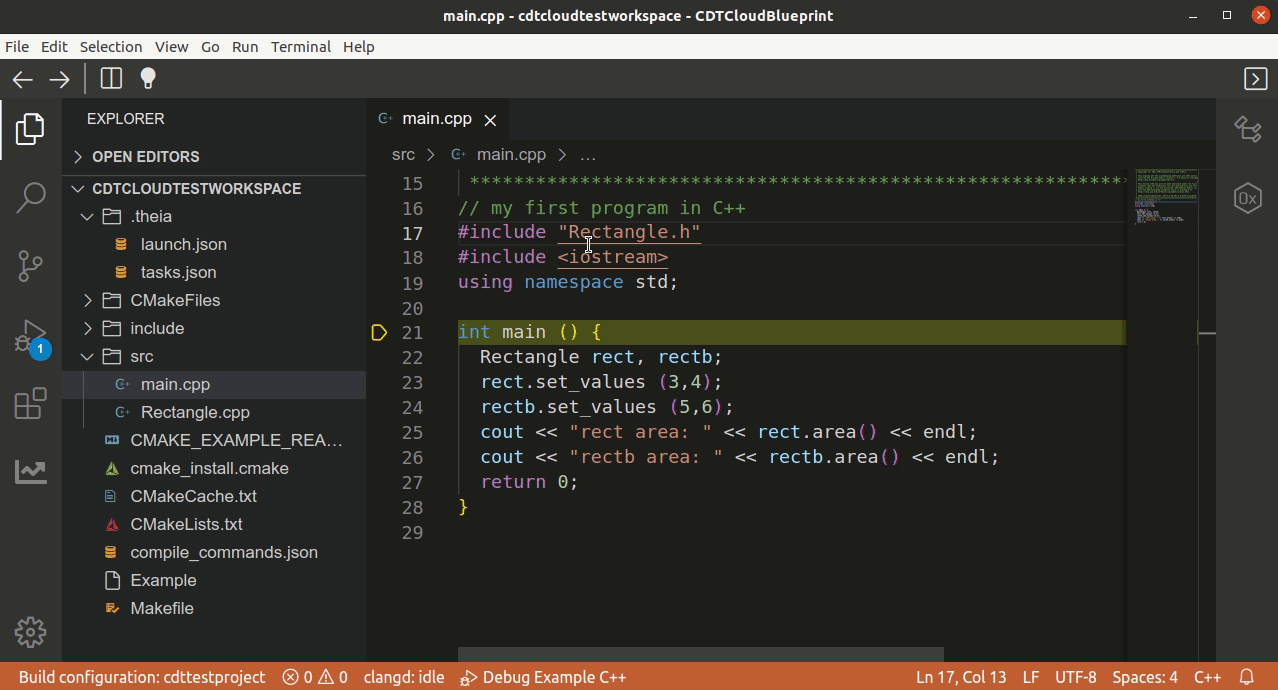 main.cpp - cdtcloudtestworkspace - CDTCloudBlueprint
File Edit Selection View Go Run Terminal Help
EXPLORER
OPEN EDITORS
CDTCLOUDTESTWORKSPACE
.theia
launch.json
tasks.json
CMakeFiles
include
src
main.cpp
Rectangle.cpp
CMAKE_EXAMPLE_REA...
cmake_install.cmake
CMakeCache.txt
CMakeLists.txt
compile_commands.json
Example
Makefile
1
main.cpp
src > main.cpp > ...
15 ************************************************************
16 // my first program in C++
17 #include "Rectangle.h"
18 #include <iostream>
19 using namespace std;
20
21 int main () {
22 Rectangle rect, rectb;
23 rect.set_values (3,4);
24 rectb.set_values (5,6);
25 cout << "rect area: " << rect.area() << endl;
26 cout << "rectb area: " << rectb.area() << endl;
27 return 0;
28 }
29
0x
Build configuration: cdttestproject 0 0 clangd: idle Debug Example C++ Ln 17, Col 13 LF UTF-8 Spaces: 4 C++